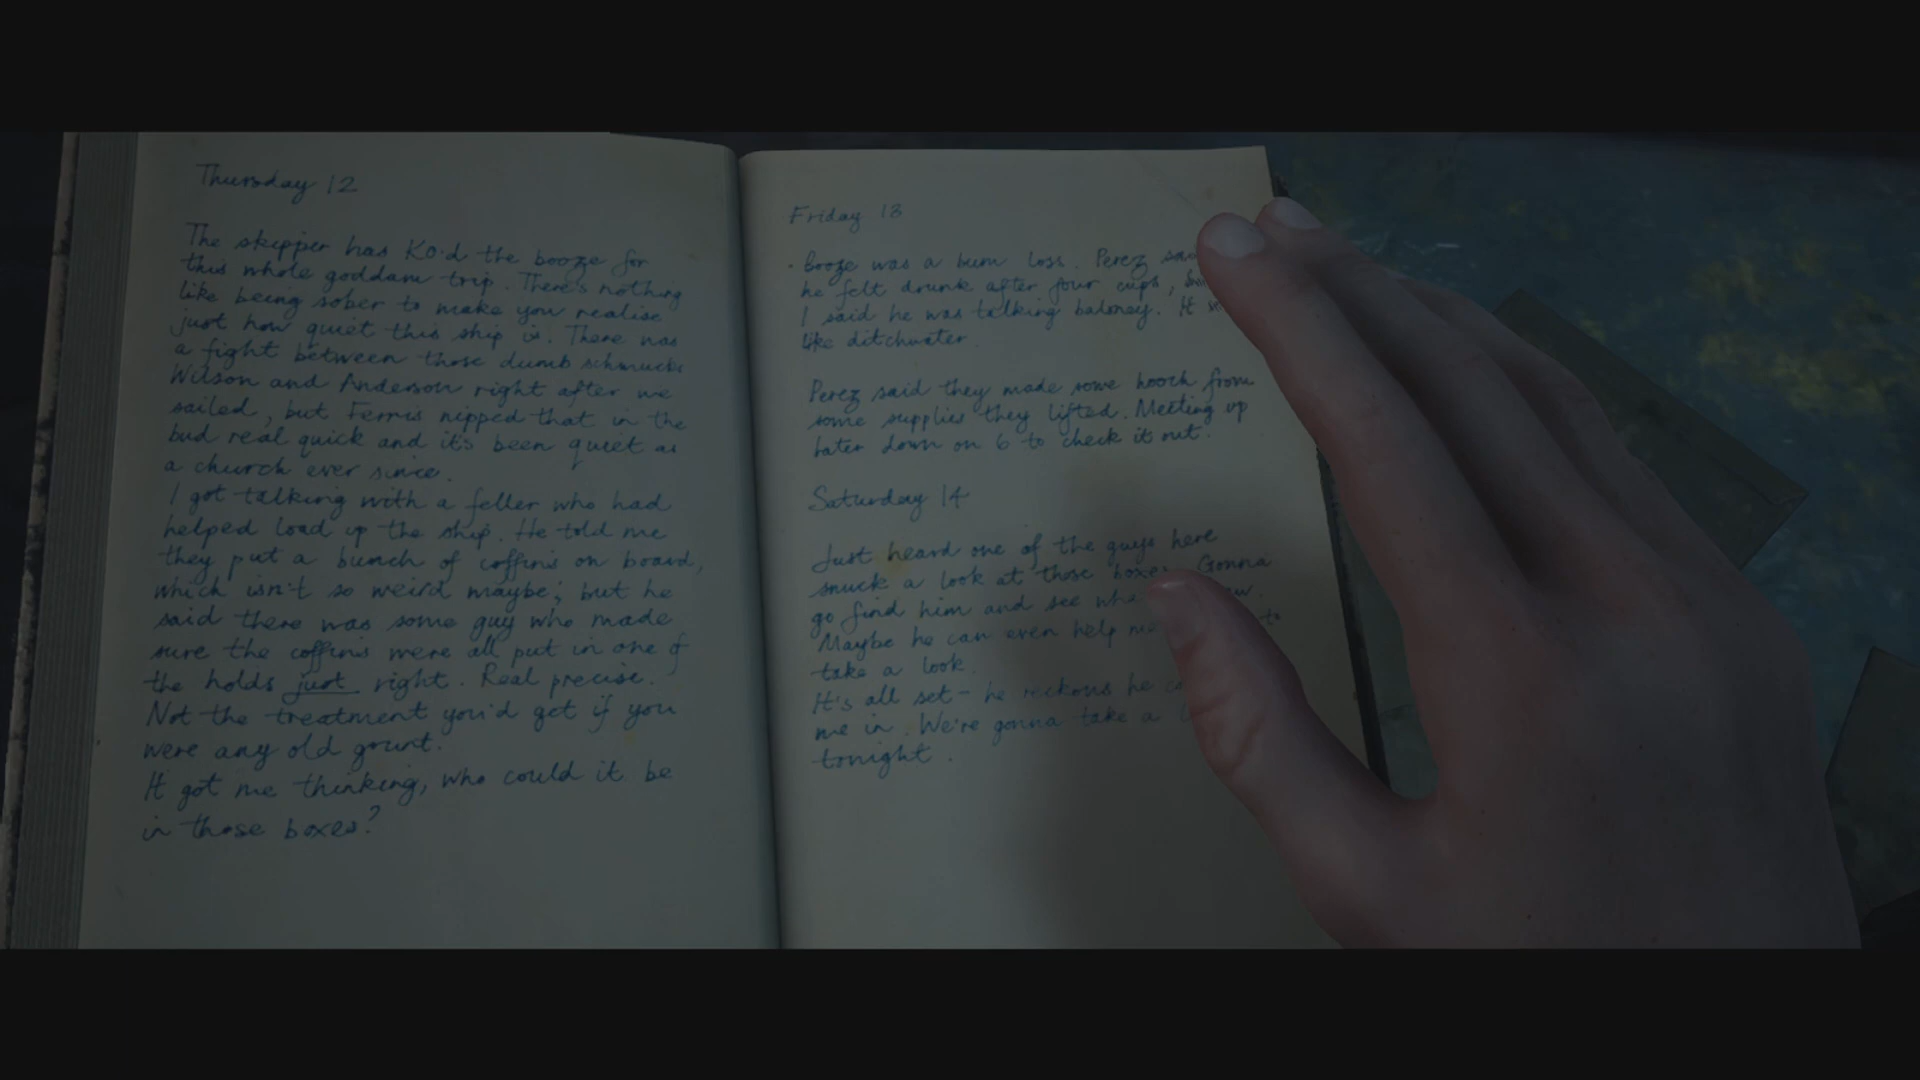 Thursday 12
The skipper has KO'd the booze for
this whole goddam trip. There's nothing
like being sober to make you realise
just how quiet this ship is. There was
a fight between those dumb schmucks
Wilson and Anderson right after we
sailed, but Ferris nipped that in the
bud real quick and it's been quiet as
a church ever since.
I got talking with a feller who had
helped load up the ship. He told me
they put a bunch of coffins on board,
which isn't so weird maybe; but he
said there was some guy who made
sure the coffins were all put in one of
the holds just right. Real precise.
Not the treatment you'd get if you
were any old grunt.
It got me thinking, who could it be
in those boxes?
Friday 13
Booze was a bum loss. Perez
he felt drunk after four cups,
I said he was talking baloney. It
like ditchwater.
Perez said they made some hooch from
some supplies they lifted. Meeting up
later down on 6 to check it out.
Saturday 14
Just heard one of the guys here
snuck a look at those boxes. Gonna
go find him and see
Maybe he can even help to
take a look.
It's all set - he reckons he
me in. We're gonna take a
tonight.